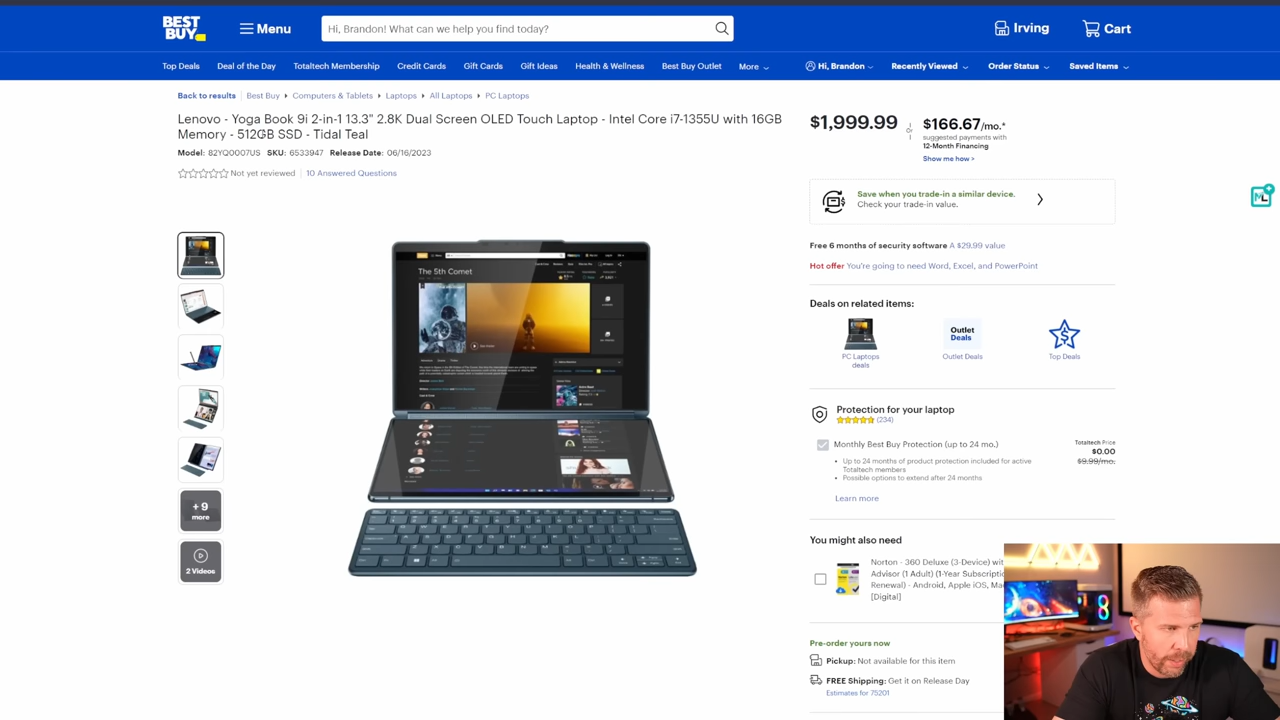 BEST BUY
Menu
Hi, Brandon! What can we help you find today?
Irving
Cart
Top Deals
Deal of the Day
Totaltech Membership
Credit Cards
Gift Cards
Gift Ideas
Health & Wellness
Best Buy Outlet
More
Hi, Brandon
Recently Viewed
Order Status
Saved Items
Back to results
Best Buy
Computers & Tablets
Laptops
All Laptops
PC Laptops
Lenovo - Yoga Book 9i 2-in-1 13.3" 2.8K Dual Screen OLED Touch Laptop - Intel Core i7-1355U with 16GB
Memory - 512GB SSD - Tidal Teal
Model: 82YQ0007US SKU: 6533947 Release Date: 06/16/2023
Not yet reviewed
10 Answered Questions
+ 9
more
2 Videos
The 5th Comet
$1,999.99
or
$166.67/mo.*
suggested payments with
12-Month Financing
Show me how >
Save when you trade-in a similar device.
Check your trade-in value.
Free 6 months of security software A $29.99 value
Hot offer You're going to need Word, Excel, and PowerPoint
Deals on related items:
PC Laptops
deals
Outlet
Deals
Outlet Deals
Top Deals
Protection for your laptop
(234)
Monthly Best Buy Protection (up to 24 mo.)
Totaltech Price
$0.00
$9.99/mo.
Up to 24 months of product protection included for active
Totaltech members
Possible options to extend after 24 months
Learn more
You might also need
Norton - 360 Deluxe (3-Device) wit
Advisor (1 Adult) (1-Year Subscriptio
Renewal) - Android, Apple iOS, Ma
[Digital]
Pre-order yours now
Pickup: Not available for this item
FREE Shipping: Get it on Release Day
Estimates for 75201